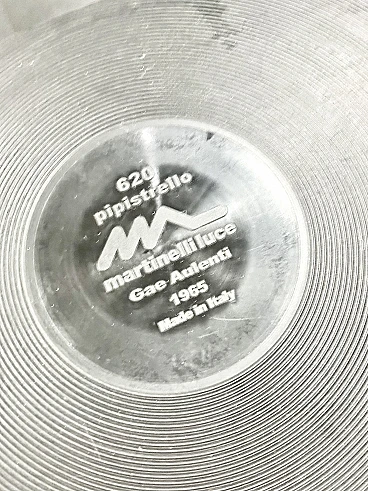 620
pipistrello
martinelli luce
Gae Aulenti
1965
Made in Italy